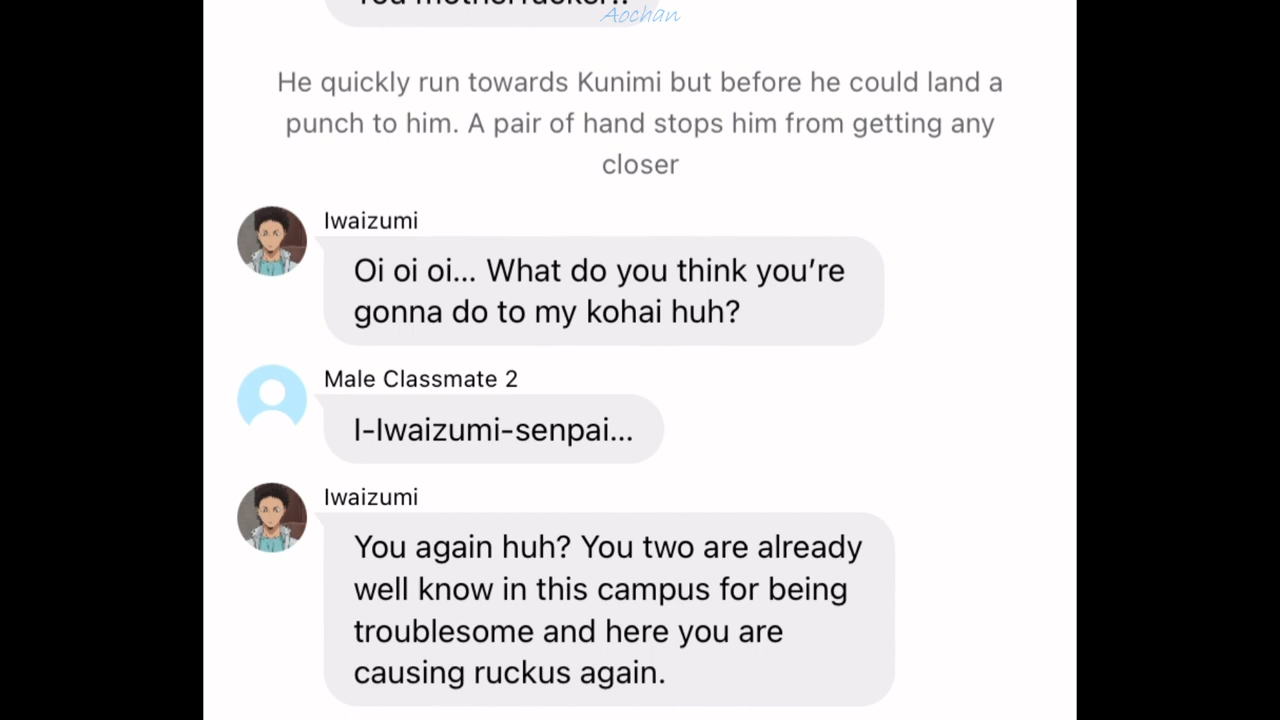 Aochan
He quickly run towards Kunimi but before he could land a
punch to him. A pair of hand stops him from getting any
closer
Iwaizumi
Oi oi oi... What do you think you’re
gonna do to my kohai huh?
Male Classmate 2
I-Iwaizumi-senpai...
Iwaizumi
You again huh? You two are already
well know in this campus for being
troublesome and here you are
causing ruckus again.